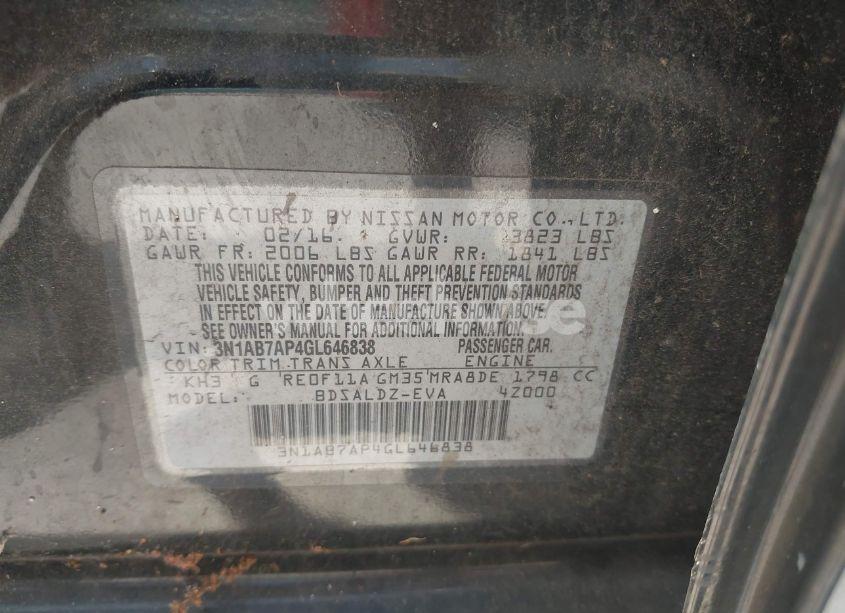 MANUFACTURED BY NISSAN MOTOR CO., LTD.
DATE: 02/16. GVWR: 3823 LBS
GAWR FR: 2006 LBS GAWR RR: 1841 LBS
THIS VEHICLE CONFORMS TO ALL APPLICABLE FEDERAL MOTOR
VEHICLE SAFETY, BUMPER AND THEFT PREVENTION STANDARDS
IN EFFECT ON THE DATE OF MANUFACTURE SHOWN ABOVE.
SEE OWNER'S MANUAL FOR ADDITIONAL INFORMATION.
VIN: 3N1AB7AP4GL646838 PASSENGER CAR.
COLOR TRIM TRANS AXLE ENGINE
KH3 G RE0F11A GM35 MRA8DE 1798 CC
MODEL: BDSALDZ-EVA 4Z000
3N1AB7AP4GL646838